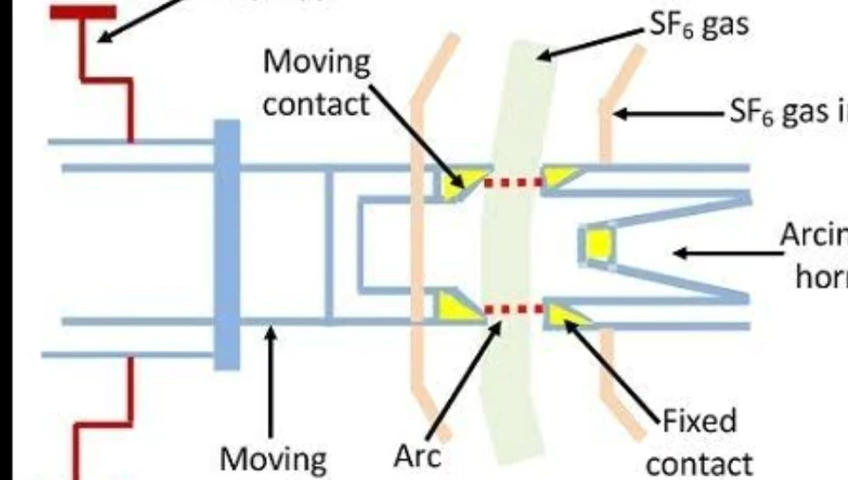 SF₆ gas
Moving
contact
SF₆ gas
Arcin
horn
Fixed
contact
Arc
Moving